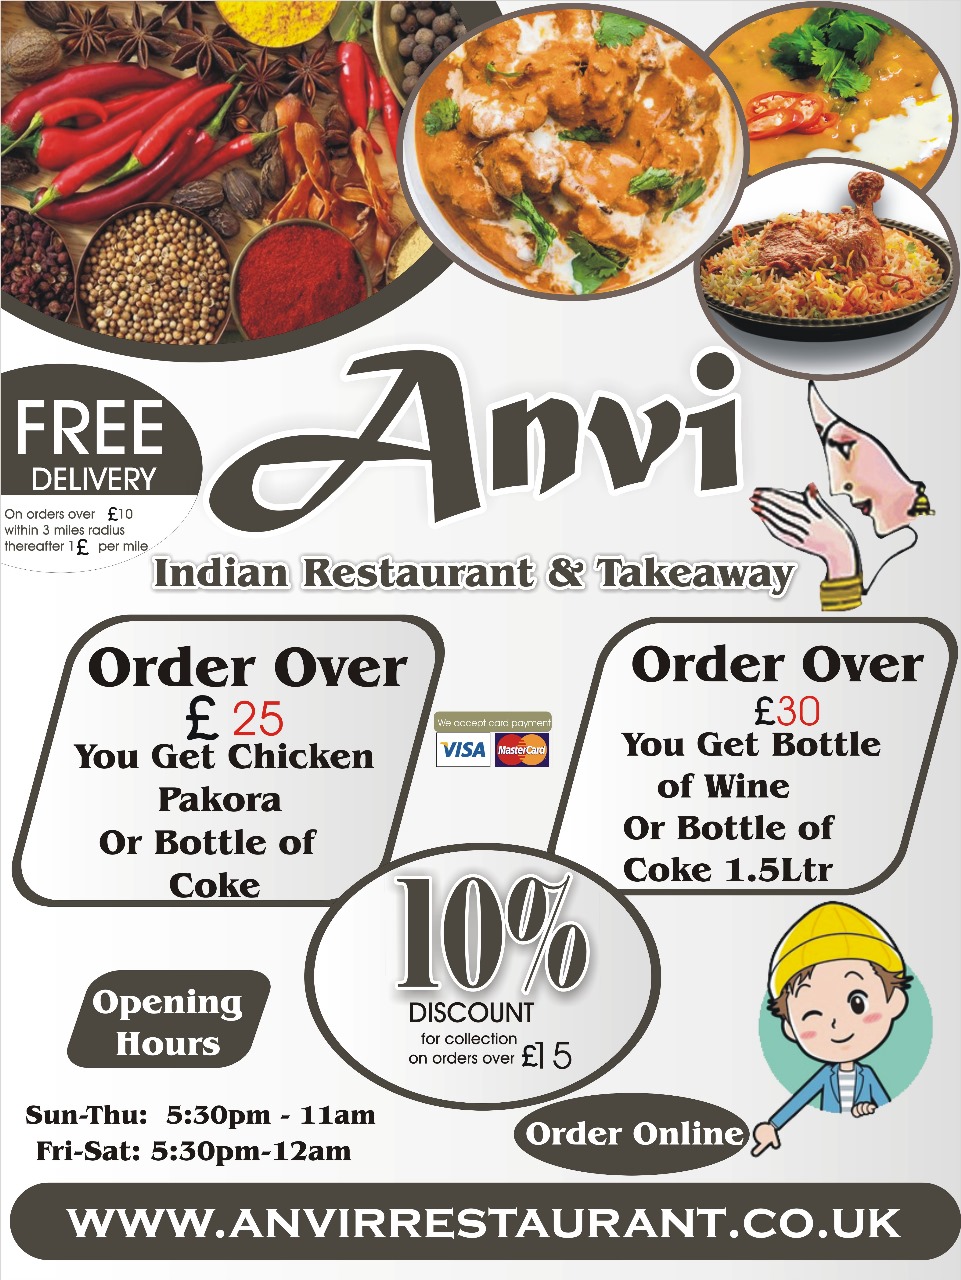 Anvi
Indian Restaurant & Takeaway
FREE
DELIVERY
On orders over £10
within 3 miles radius
thereafter 1£ per mile
Order Over
£ 25
You Get Chicken
Pakora
Or Bottle of
Coke
We accept card payment
VISA MasterCard
Order Over
£30
You Get Bottle
of Wine
Or Bottle of
Coke 1.5Ltr
10%
DISCOUNT
for collection
on orders over £15
Opening
Hours
Sun-Thu: 5:30pm - 11am
Fri-Sat: 5:30pm-12am
Order Online
WWW.ANVIRRESTAURANT.CO.UK